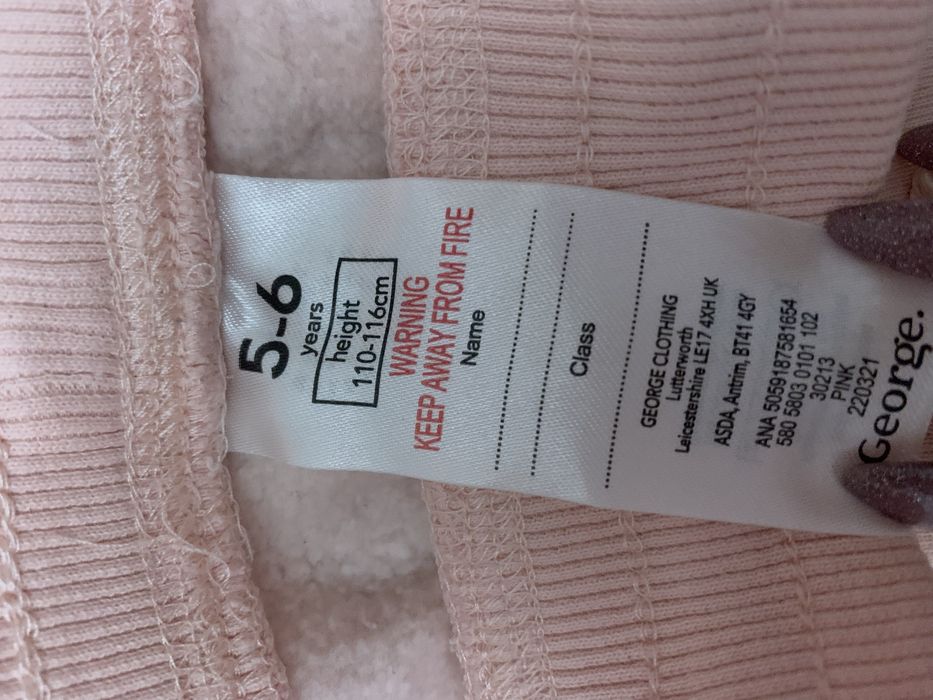 5-6
years
height
110-116cm
WARNING
KEEP AWAY FROM FIRE
Name
Class
GEORGE CLOTHING
Lutterworth
Leicestershire LE17 4XH UK
ASDA, Antrim, BT41 4GY
ANA 5059187581654
580 5803 0101 102
30213
PINK
220321
George.